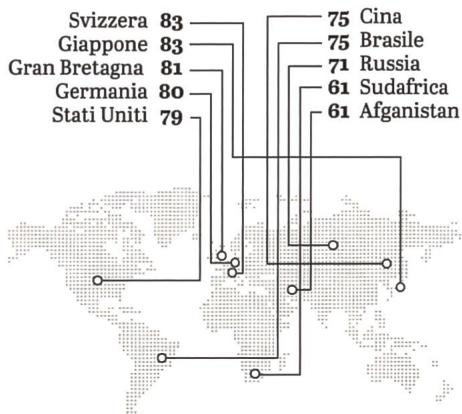 Svizzera 83
Giappone 83
Gran Bretagna 81
Germania 80
Stati Uniti 79
75 Cina
75 Brasile
71 Russia
61 Sudafrica
61 Afganistan